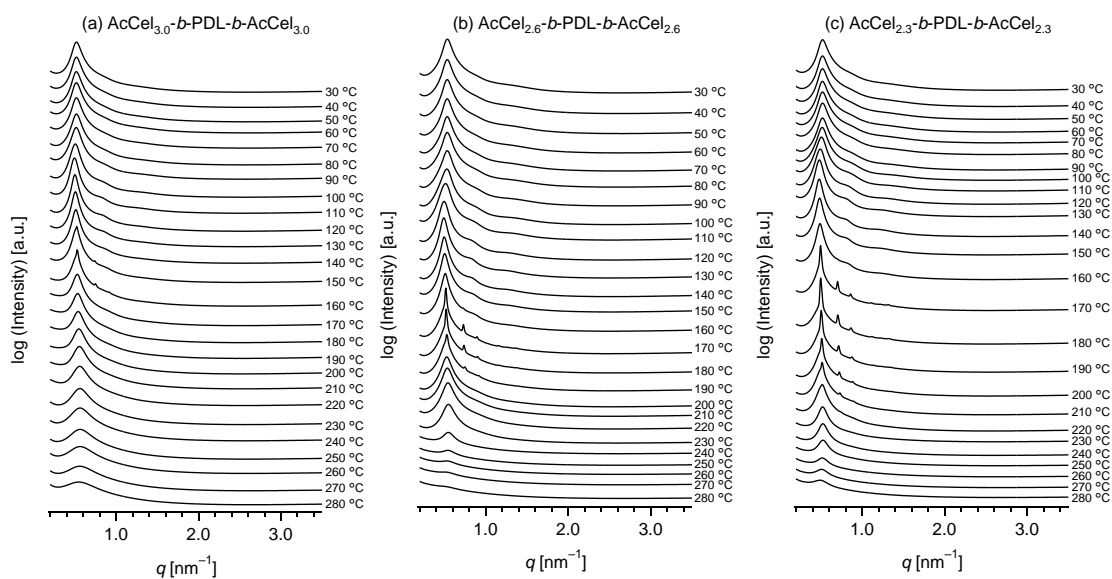 (a) AcCel3.0-b-PDL-b-AcCel3.0
log (Intensity) [a.u.]
30 °C
40 °C
50 °C
60 °C
70 °C
80 °C
90 °C
100 °C
110 °C
120 °C
130 °C
140 °C
150 °C
160 °C
170 °C
180 °C
190 °C
200 °C
210 °C
220 °C
230 °C
240 °C
250 °C
260 °C
270 °C
280 °C
1.0 2.0 3.0
q [nm–1]
(b) AcCel2.6-b-PDL-b-AcCel2.6
log (Intensity) [a.u.]
30 °C
40 °C
50 °C
60 °C
70 °C
80 °C
90 °C
100 °C
110 °C
120 °C
130 °C
140 °C
150 °C
160 °C
170 °C
180 °C
190 °C
200 °C
210 °C
220 °C
230 °C
240 °C
250 °C
260 °C
270 °C
280 °C
1.0 2.0 3.0
q [nm–1]
(c) AcCel2.3-b-PDL-b-AcCel2.3
log (Intensity) [a.u.]
30 °C
40 °C
50 °C
60 °C
70 °C
80 °C
90 °C
100 °C
110 °C
120 °C
130 °C
140 °C
150 °C
160 °C
170 °C
180 °C
190 °C
200 °C
210 °C
220 °C
230 °C
240 °C
250 °C
260 °C
270 °C
280 °C
1.0 2.0 3.0
q [nm–1]